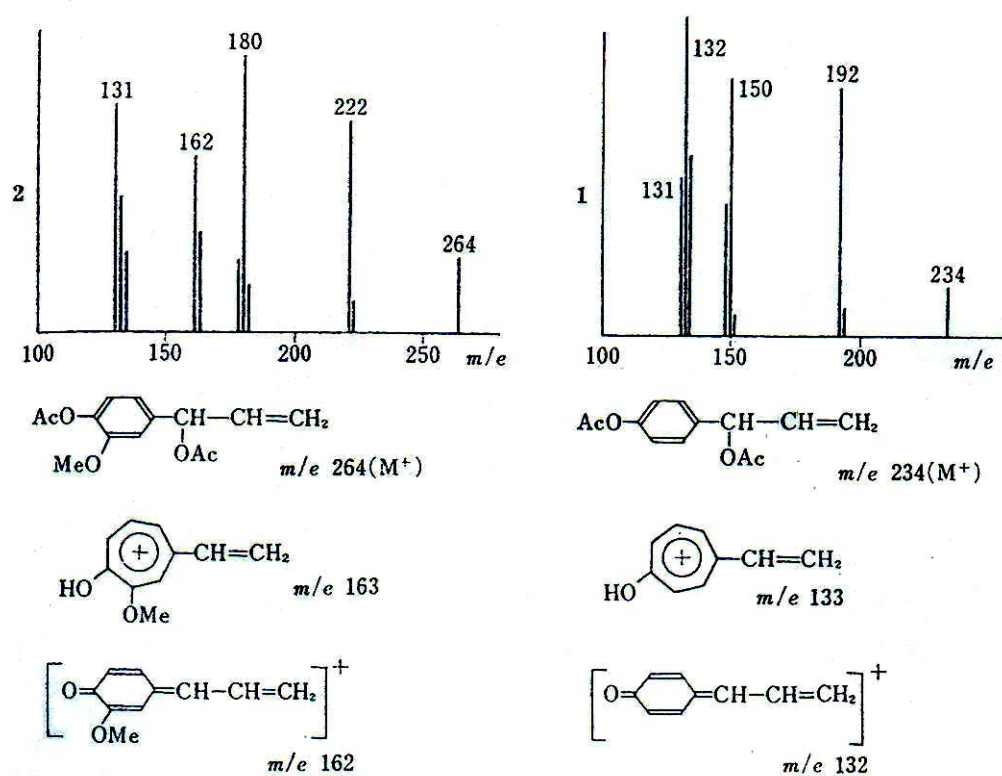 2
131
162
180
222
264
100
150
200
250
m/e
1
131
132
150
192
234
100
150
200
m/e
AcO
MeO
CH—CH=CH₂
OAc
m/e 264(M⁺)
AcO
CH—CH=CH₂
OAc
m/e 234(M⁺)
HO
OMe
+
CH=CH₂
m/e 163
HO
+
CH=CH₂
m/e 133
O
OMe
CH—CH=CH₂
+
m/e 162
O
CH—CH=CH₂
+
m/e 132